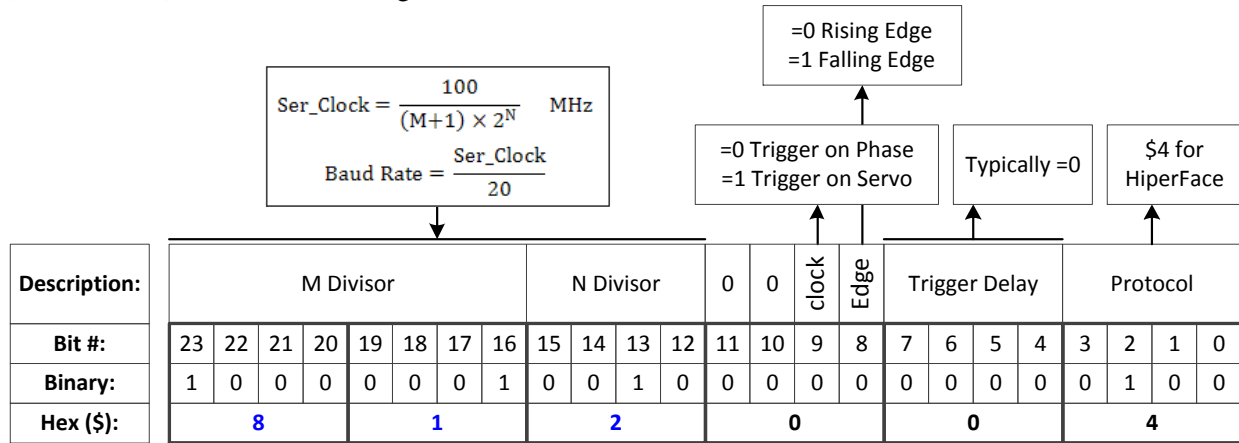 =0 Rising Edge
=1 Falling Edge
Ser_Clock = 100 / ((M+1) × 2^N) MHz
Baud Rate = Ser_Clock / 20
=0 Trigger on Phase
=1 Trigger on Servo
Typically =0
$4 for
HiperFace
Description: M Divisor N Divisor 0 0 clock Edge Trigger Delay Protocol
Bit #: 23 22 21 20 19 18 17 16 15 14 13 12 11 10 9 8 7 6 5 4 3 2 1 0
Binary: 1 0 0 0 0 0 0 1 0 0 1 0 0 0 0 0 0 0 0 0 0 1 0 0
Hex ($): 8 1 2 0 0 4